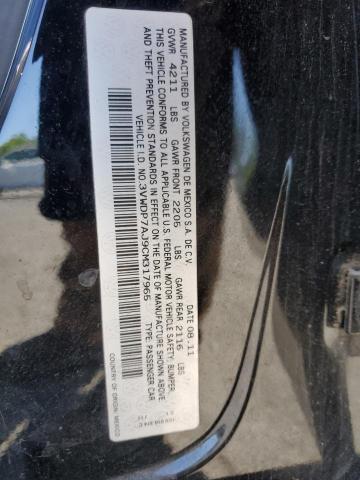 MANUFACTURED BY VOLKSWAGEN DE MEXICO S.A. DE C.V.
DATE 08.11
GVWR 4211 LBS GAWR FRONT 2205 LBS GAWR REAR 2116 LBS
THIS VEHICLE CONFORMS TO ALL APPLICABLE U.S. FEDERAL MOTOR VEHICLE SAFETY, BUMPER,
AND THEFT PREVENTION STANDARDS IN EFFECT ON THE DATE OF MANUFACTURE SHOWN ABOVE.
VEHICLE I.D. NO.3VWDP7AJ9CM317965 TYPE: PASSENGER CAR
COUNTRY OF ORIGIN: MEXICO